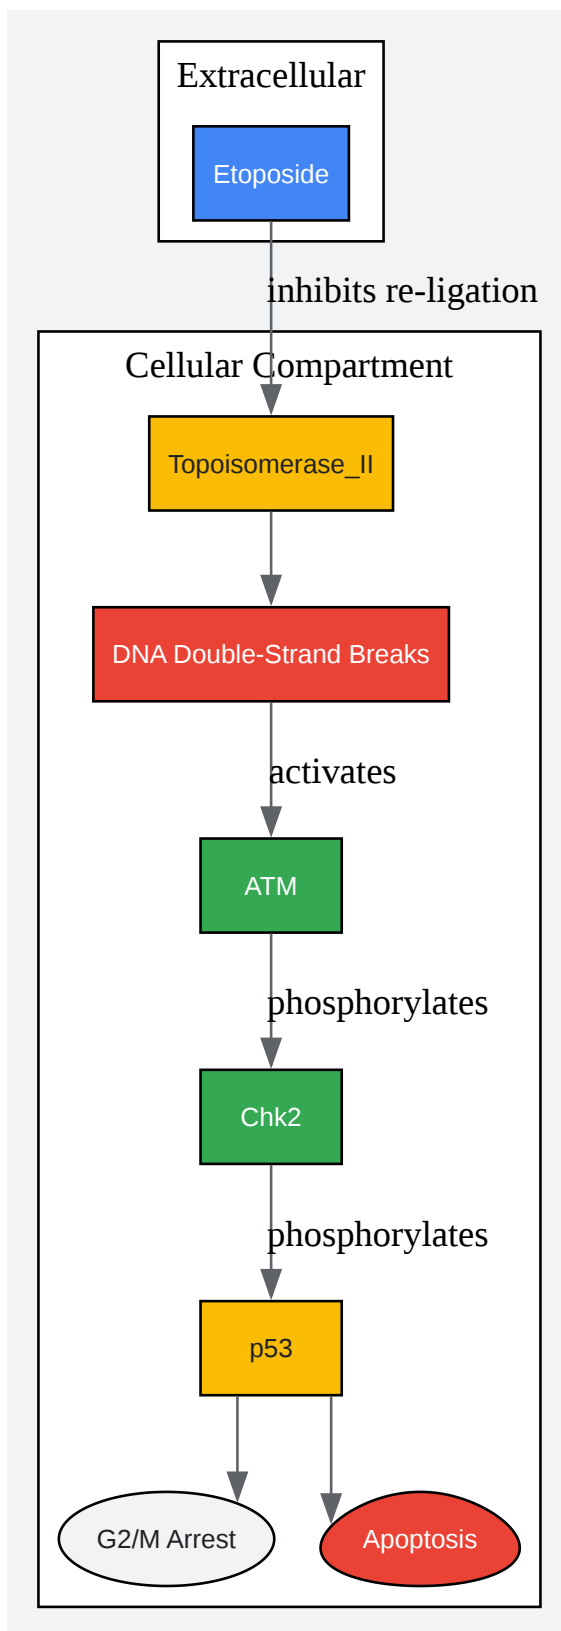 Extracellular
Etoposide
inhibits re-ligation
Cellular Compartment
Topoisomerase_II
DNA Double-Strand Breaks
activates
ATM
phosphorylates
Chk2
phosphorylates
p53
G2/M Arrest
Apoptosis